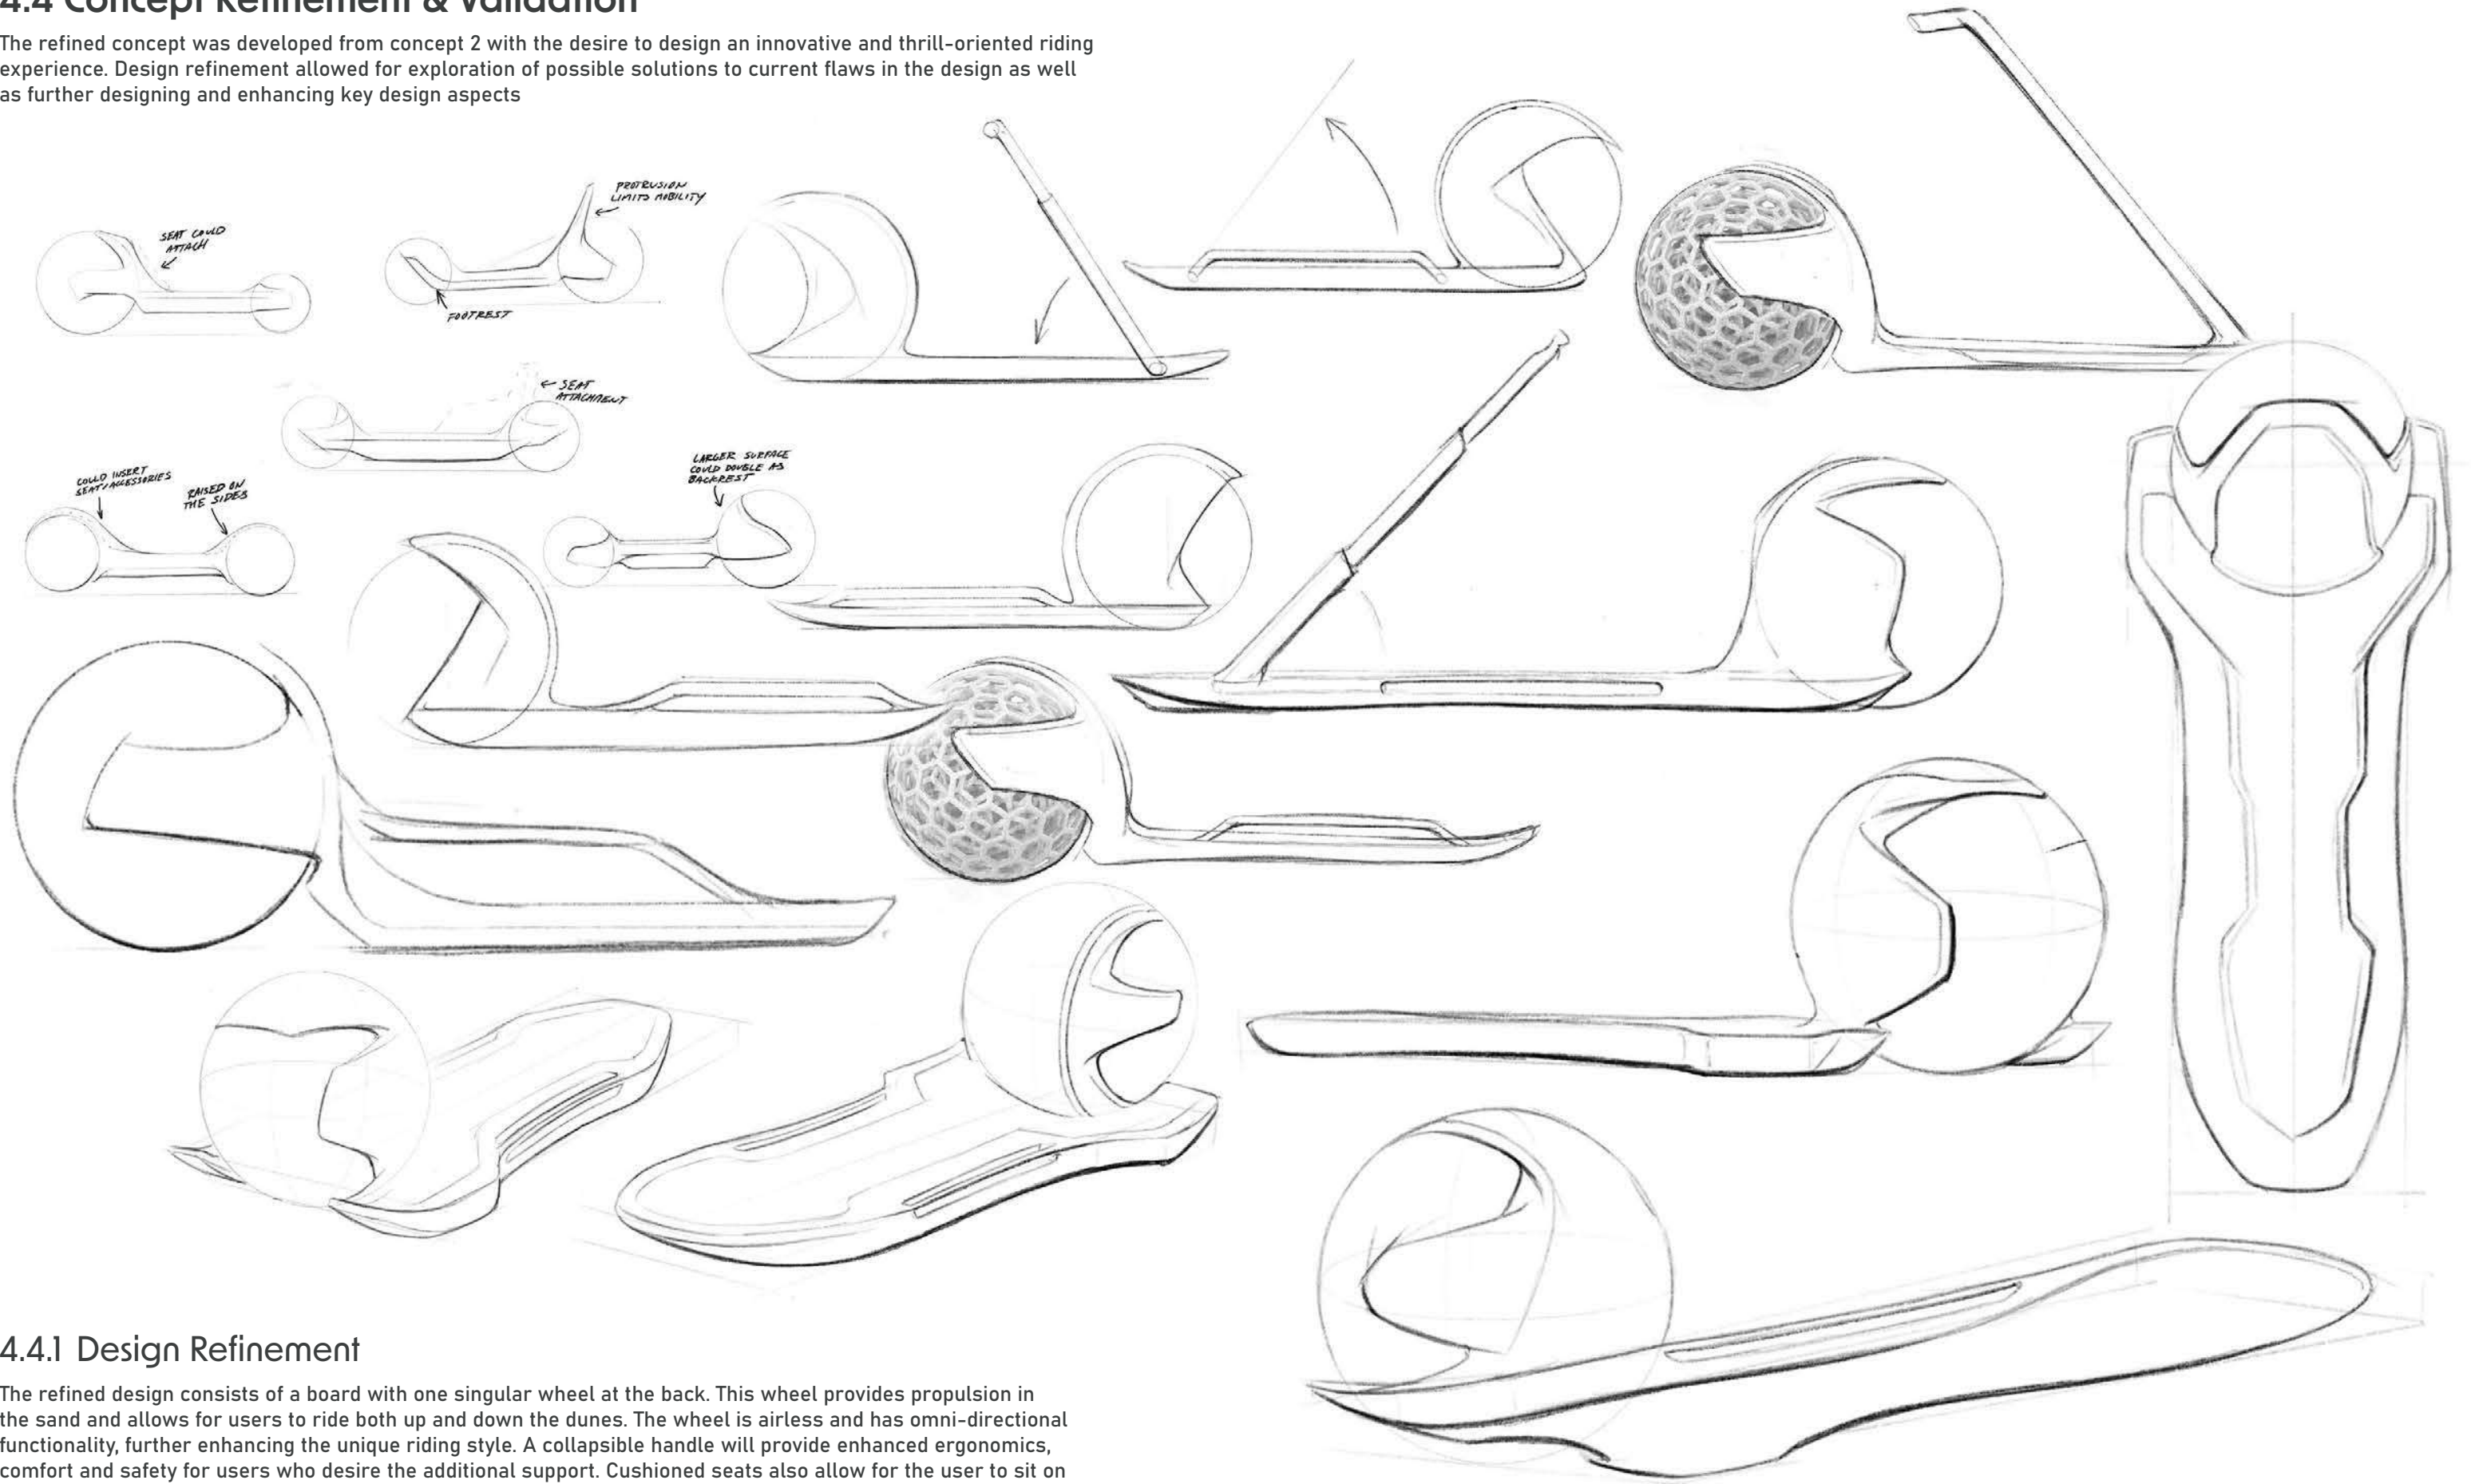 4.4 Concept Refinement & Validation
The refined concept was developed from concept 2 with the desire to design an innovative and thrill-oriented riding
experience. Design refinement allowed for exploration of possible solutions to current flaws in the design as well
as further designing and enhancing key design aspects
PROTRUSION
LIMITS MOBILITY
SEAT COULD
ATTACH
FOOTREST
SEAT
ATTACHMENT
COULD INSERT
SEAT/ACCESSORIES
RAISED ON
THE SIDES
LARGER SURFACE
COULD DOUBLE AS
BACKREST
4.4.1 Design Refinement
The refined design consists of a board with one singular wheel at the back. This wheel provides propulsion in
the sand and allows for users to ride both up and down the dunes. The wheel is airless and has omni-directional
functionality, further enhancing the unique riding style. A collapsible handle will provide enhanced ergonomics,
comfort and safety for users who desire the additional support. Cushioned seats also allow for the user to sit on